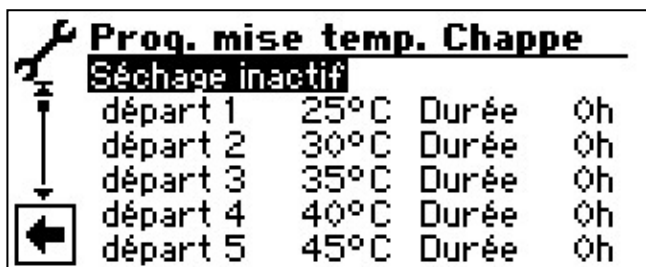 Prog. mise temp. Chappe
Séchage inactif
départ 1 25°C Durée 0h
départ 2 30°C Durée 0h
départ 3 35°C Durée 0h
départ 4 40°C Durée 0h
départ 5 45°C Durée 0h